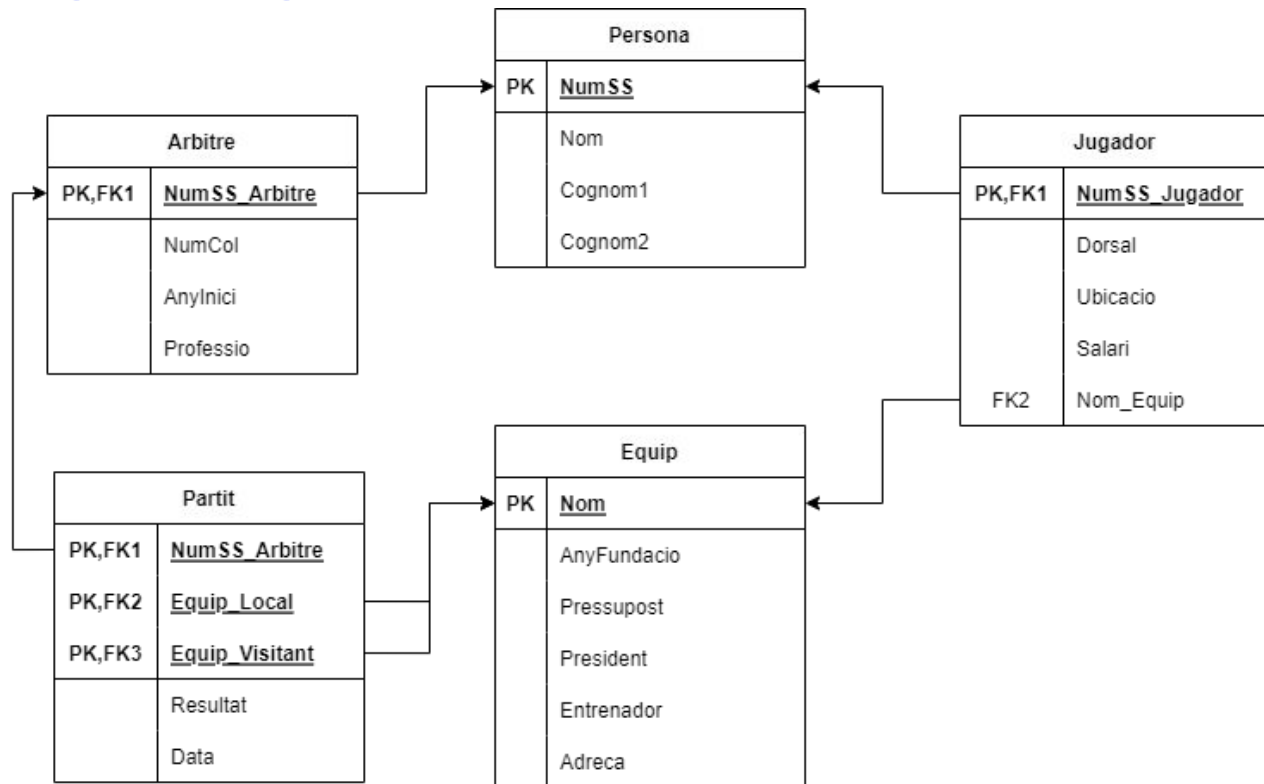 Persona
PK NumSS
Nom
Cognom1
Cognom2
Arbitre
PK,FK1 NumSS_Arbitre
NumCol
AnyInici
Professio
Jugador
PK,FK1 NumSS_Jugador
Dorsal
Ubicacio
Salari
FK2 Nom_Equip
Partit
PK,FK1 NumSS_Arbitre
PK,FK2 Equip_Local
PK,FK3 Equip_Visitant
Resultat
Data
Equip
PK Nom
AnyFundacio
Pressupost
President
Entrenador
Adreca